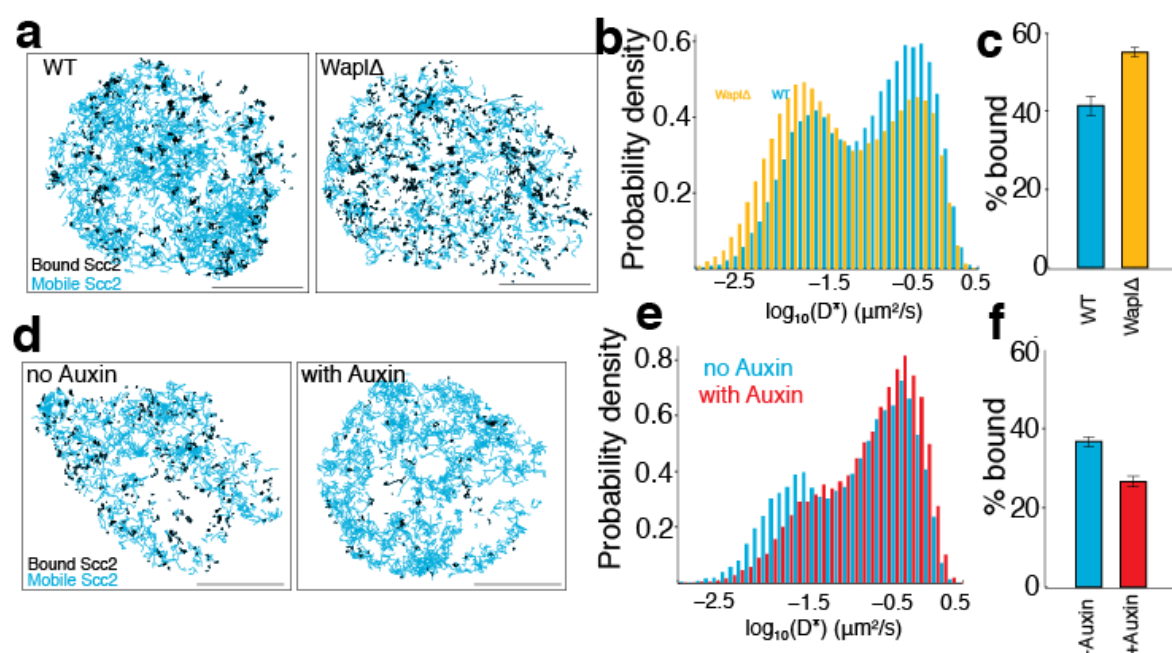 a
WT
WaplΔ
Bound Scc2
Mobile Scc2
b
Probability density
0.6
0.4
0.2
WaplΔ
WT
−2.5
−1.5
−0.5
0.5
log₁₀(D*) (μm²/s)
c
% bound
60
40
20
0
WT
WaplΔ
d
no Auxin
with Auxin
Bound Scc2
Mobile Scc2
e
Probability density
0.8
0.6
0.4
0.2
no Auxin
with Auxin
−2.5
−1.5
−0.5
0.5
log₁₀(D*) (μm²/s)
f
% bound
60
40
20
0
-Auxin
+Auxin